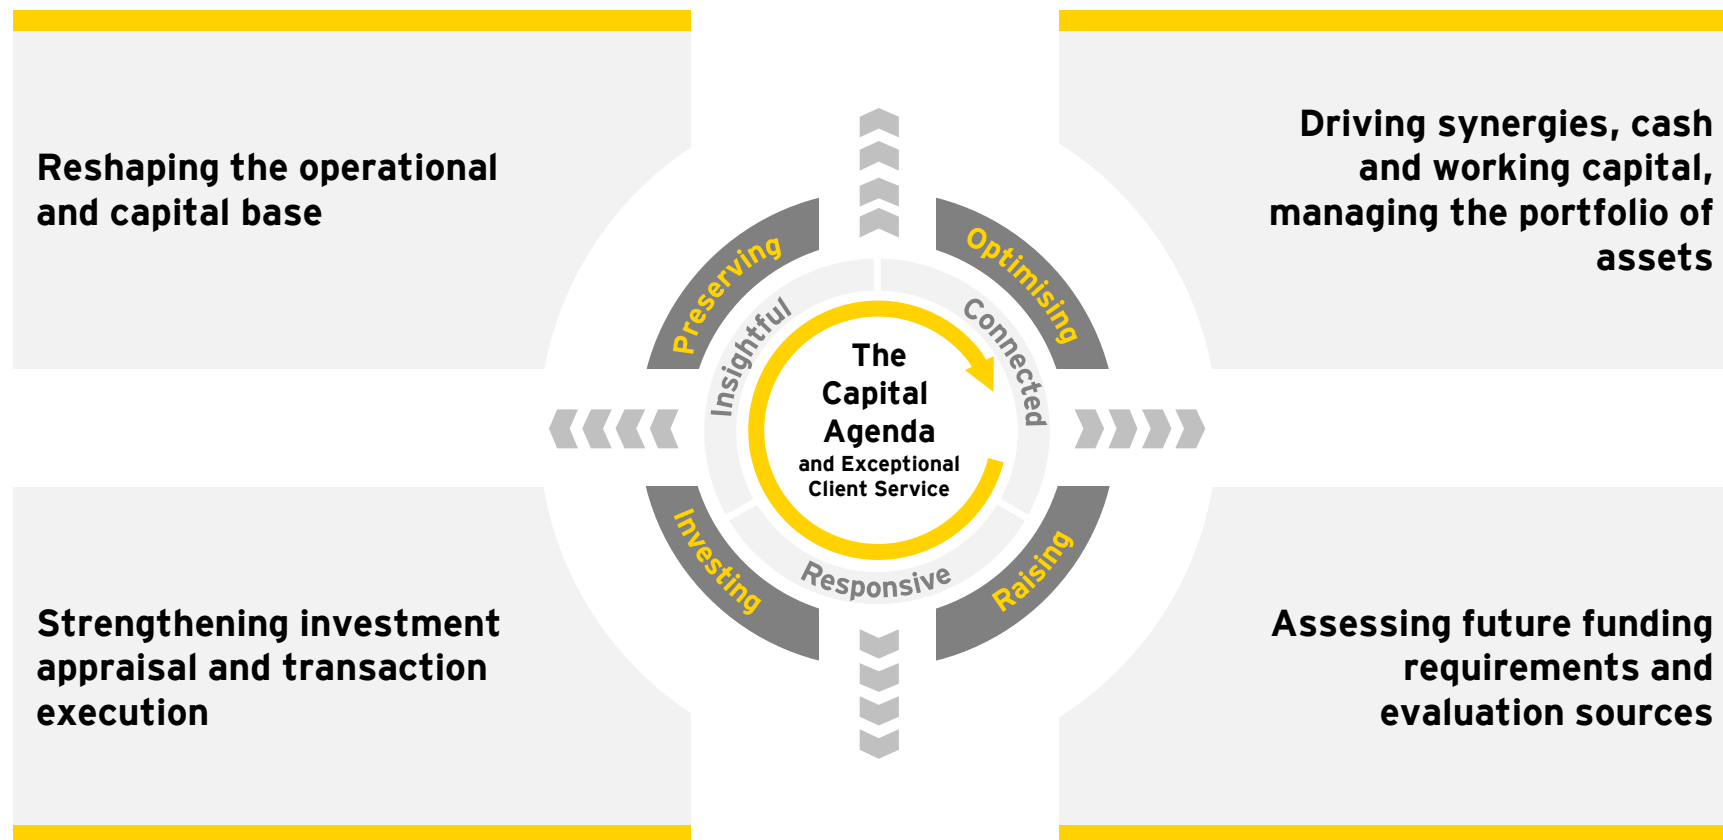 Reshaping the operational
and capital base
Driving synergies, cash
and working capital,
managing the portfolio of
assets
Preserving
Optimising
Insightful
Connected
The
Capital
Agenda
and Exceptional
Client Service
Responsive
Investing
Raising
Strengthening investment
appraisal and transaction
execution
Assessing future funding
requirements and
evaluation sources